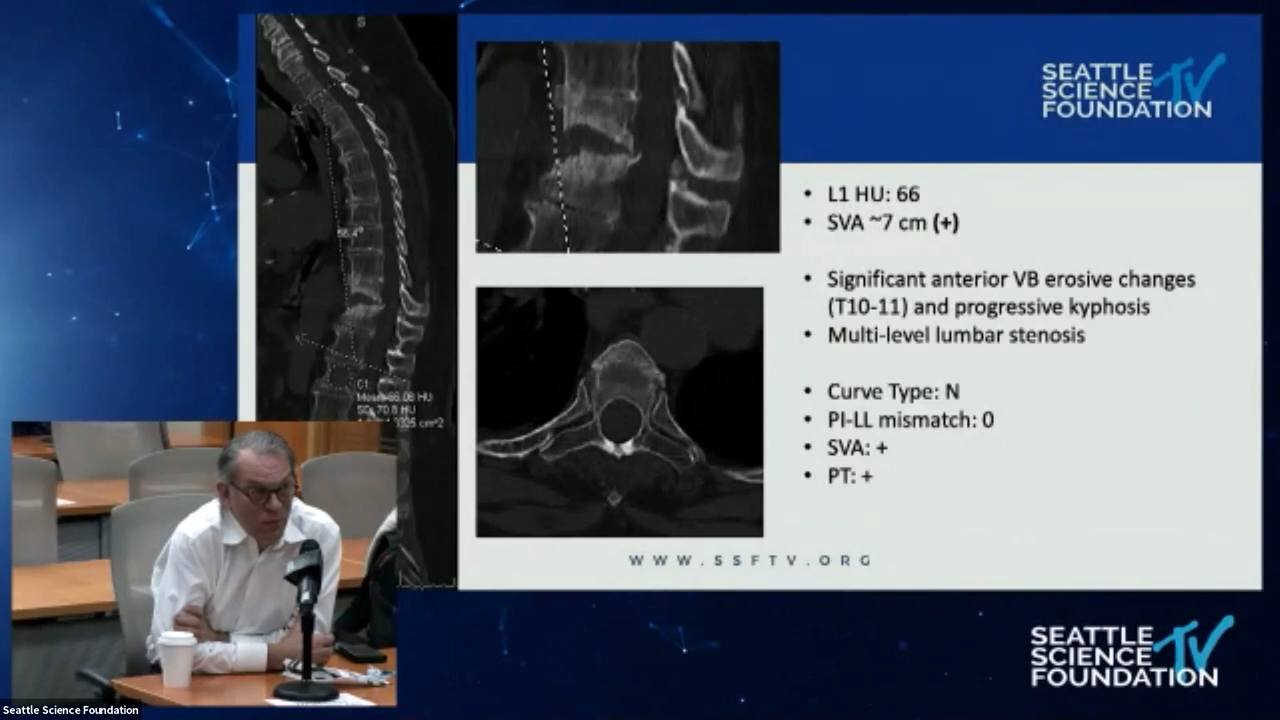 S
SEATTLE
SCIENCE TV
FOUNDATION
• L1 HU: 66
• SVA ~7 cm (+)
• Significant anterior VB erosive changes
(T10-11) and progressive kyphosis
• Multi-level lumbar stenosis
• Curve Type: N
• PI-LL mismatch: 0
• SVA: +
• PT: +
WWW.SSFTV.ORG
SEATTLE
SCIENCE TV
FOUNDATION
Seattle Science Foundation